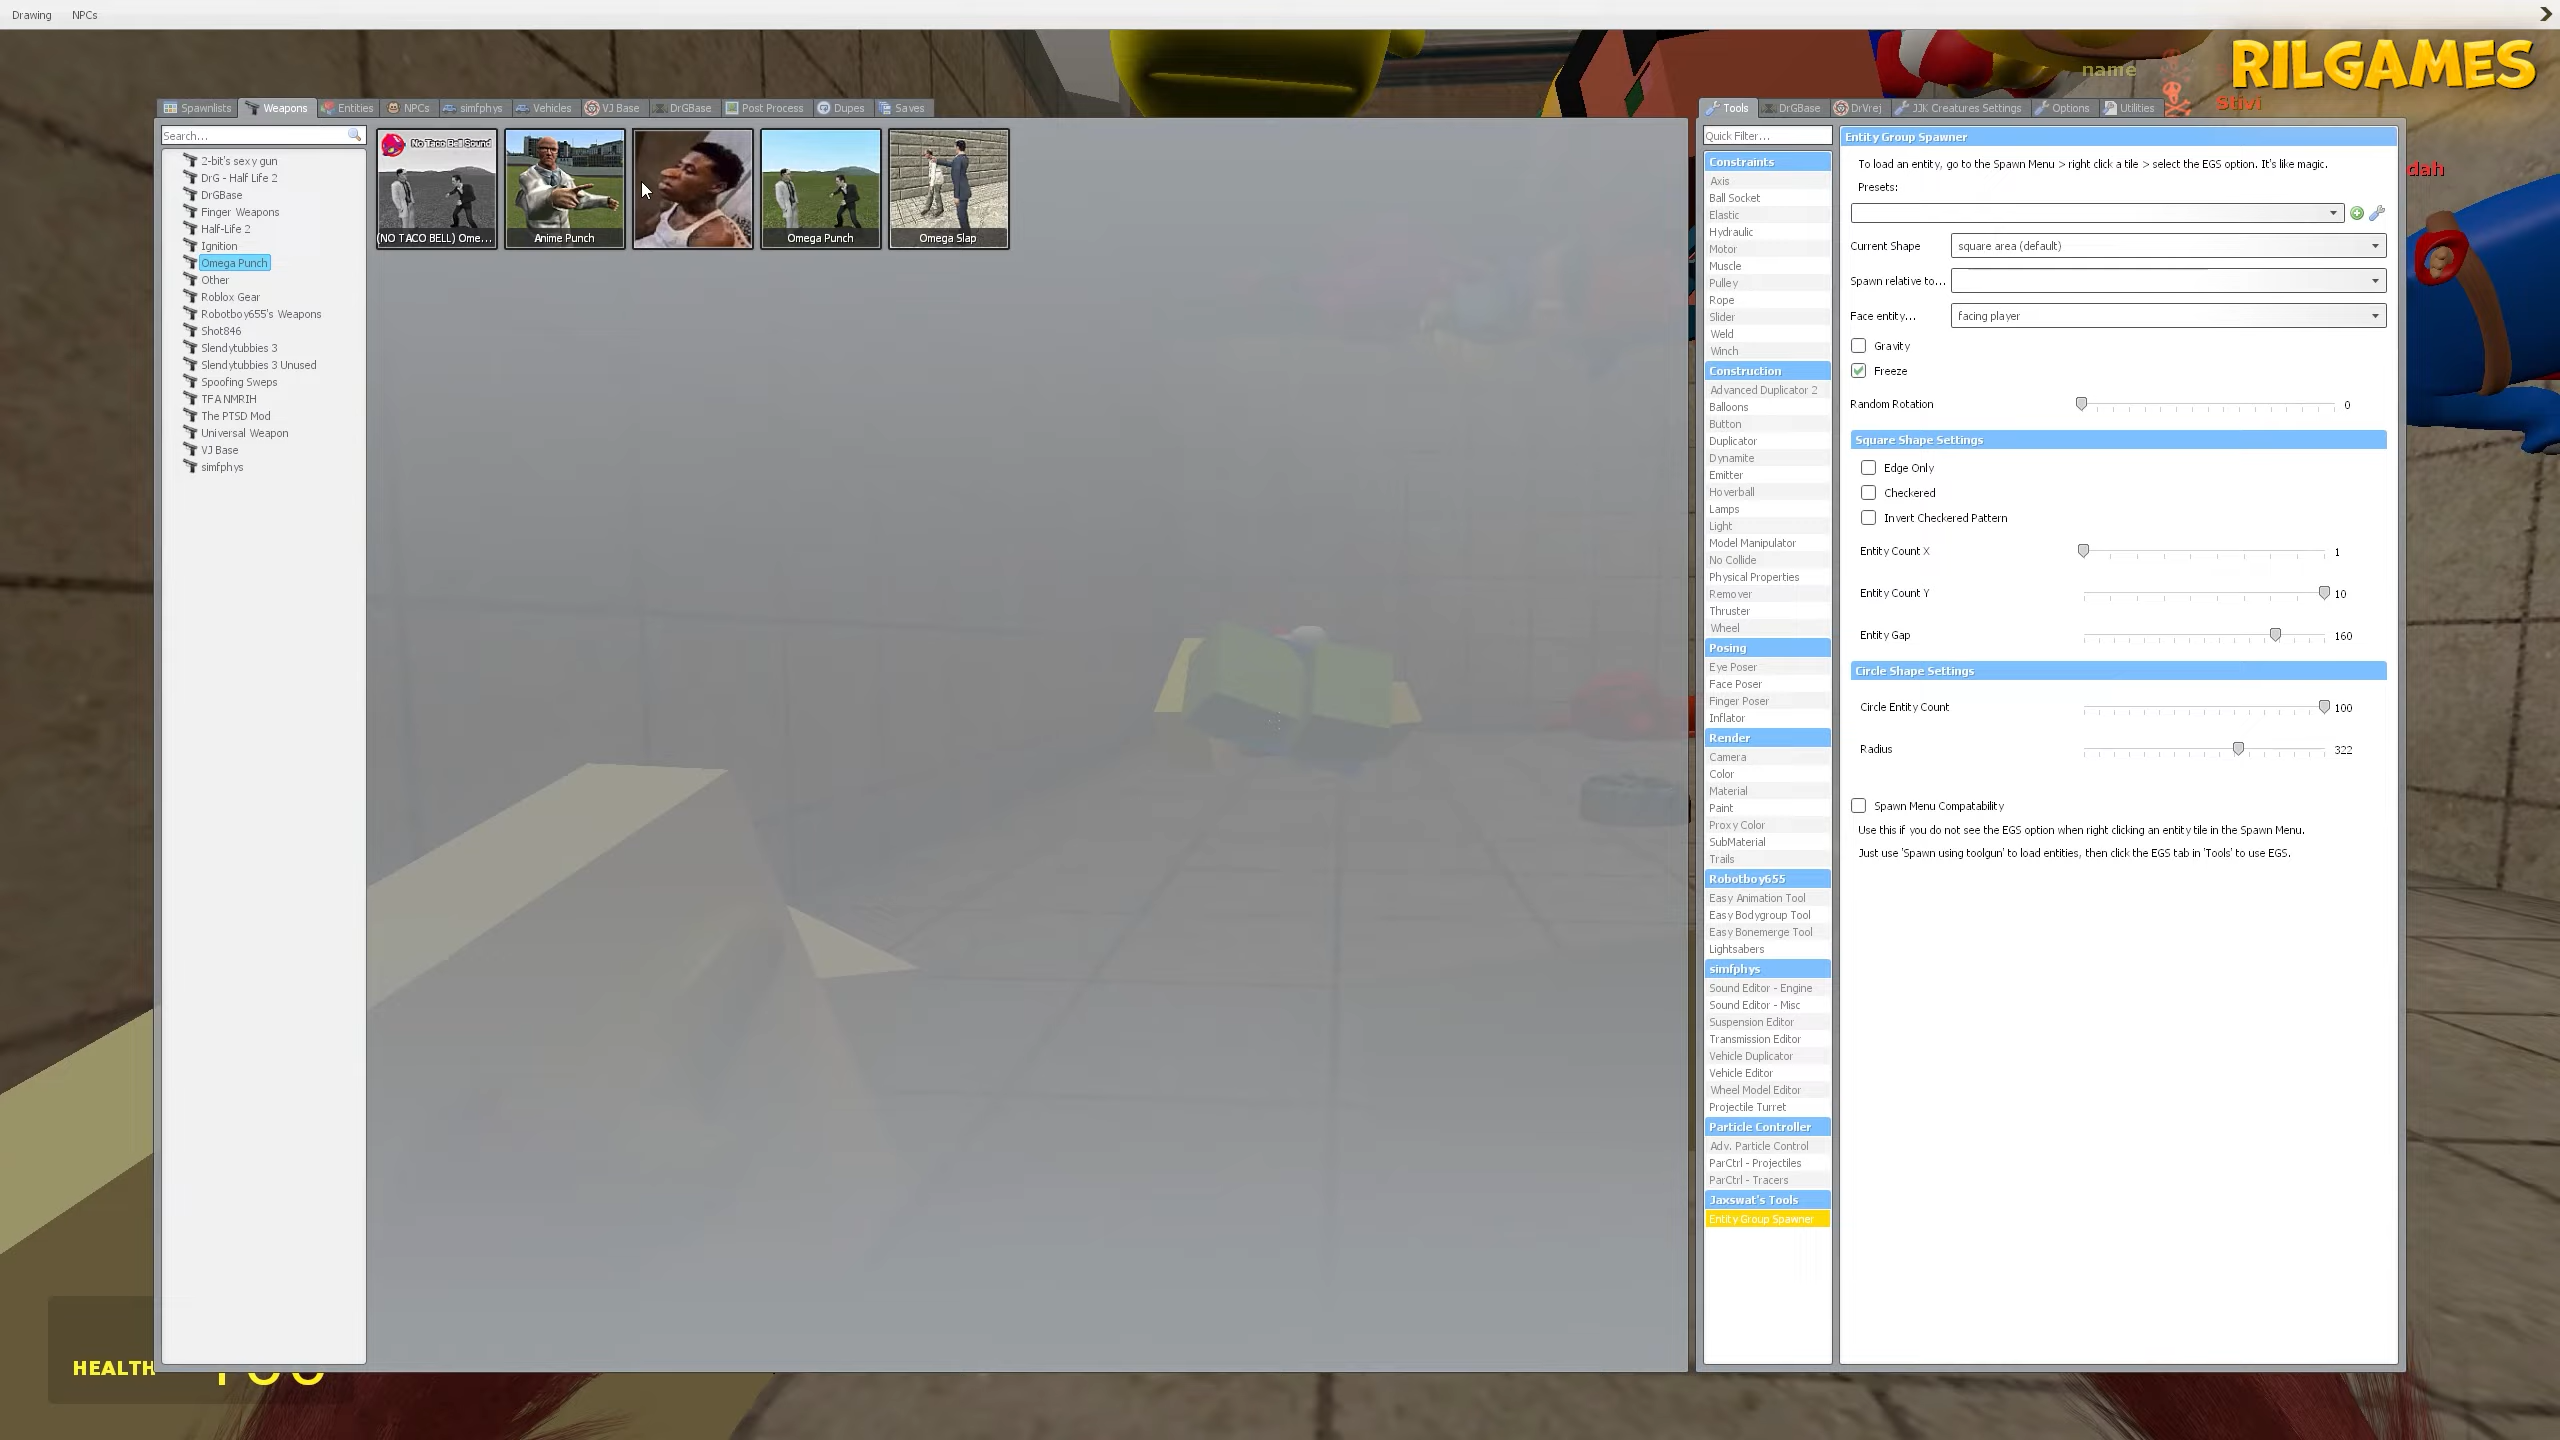 Drawing NPCs
RILGAMES
name
Stivi
dah
Spawnlists Weapons Entities NPCs simfphys Vehicles VJ Base DrGBase Post Process Dupes Saves
Search...
2-bit's sexy gun
DrG - Half Life 2
DrGBase
Finger Weapons
Half-Life 2
Ignition
Omega Punch
Other
Roblox Gear
Robotboy655's Weapons
Shot846
Slendytubbies 3
Slendytubbies 3 Unused
Spoofing Sweps
TFA NMRIH
The PTSD Mod
Universal Weapon
VJ Base
simfphys
No Taco Bell Sound
(NO TACO BELL) Ome...
Anime Punch
Omega Punch
Omega Slap
Tools DrGBase DrVrej JJK Creatures Settings Options Utilities
Quick Filter...
Constraints
Axis
Ball Socket
Elastic
Hydraulic
Motor
Muscle
Pulley
Rope
Slider
Weld
Winch
Construction
Advanced Duplicator 2
Balloons
Button
Duplicator
Dynamite
Emitter
Hoverball
Lamps
Light
Model Manipulator
No Collide
Physical Properties
Remover
Thruster
Wheel
Posing
Eye Poser
Face Poser
Finger Poser
Inflator
Render
Camera
Color
Material
Paint
Proxy Color
SubMaterial
Trails
Robotboy655
Easy Animation Tool
Easy Bodygroup Tool
Easy Bonemerge Tool
Lightsabers
simfphys
Sound Editor - Engine
Sound Editor - Misc
Suspension Editor
Transmission Editor
Vehicle Duplicator
Vehicle Editor
Wheel Model Editor
Projectile Turret
Particle Controller
Adv. Particle Control
ParCtrl - Projectiles
ParCtrl - Tracers
Jaxswat's Tools
Entity Group Spawner
Entity Group Spawner
To load an entity, go to the Spawn Menu > right click a tile > select the EGS option. It's like magic.
Presets:
Current Shape square area (default)
Spawn relative to...
Face entity... facing player
Gravity
Freeze
Random Rotation 0
Square Shape Settings
Edge Only
Checkered
Invert Checkered Pattern
Entity Count X 1
Entity Count Y 10
Entity Gap 160
Circle Shape Settings
Circle Entity Count 100
Radius 322
Spawn Menu Compatability
Use this if you do not see the EGS option when right clicking an entity tile in the Spawn Menu.
Just use 'Spawn using toolgun' to load entities, then click the EGS tab in 'Tools' to use EGS.
HEALTH